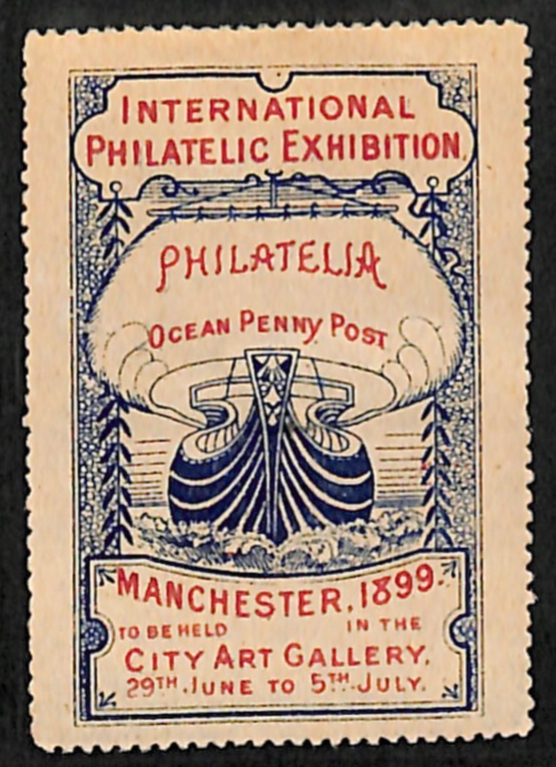 INTERNATIONAL
PHILATELIC EXHIBITION
PHILATELIA
OCEAN PENNY POST
MANCHESTER, 1899.
TO BE HELD IN THE
CITY ART GALLERY,
29TH JUNE TO 5TH JULY.